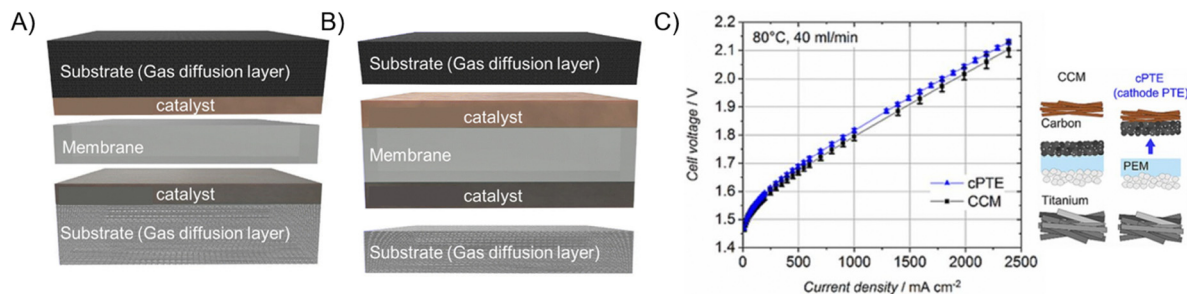 A)
Substrate (Gas diffusion layer)
catalyst
Membrane
catalyst
Substrate (Gas diffusion layer)
B)
Substrate (Gas diffusion layer)
catalyst
Membrane
catalyst
Substrate (Gas diffusion layer)
C)
80°C, 40 ml/min
2.2
2.1
2.0
1.9
1.8
1.7
1.6
1.5
1.4
Cell voltage / V
cPTE
CCM
0
500
1000
1500
2000
2500
Current density / mA cm⁻²
CCM
cPTE
(cathode PTE)
Carbon
PEM
Titanium